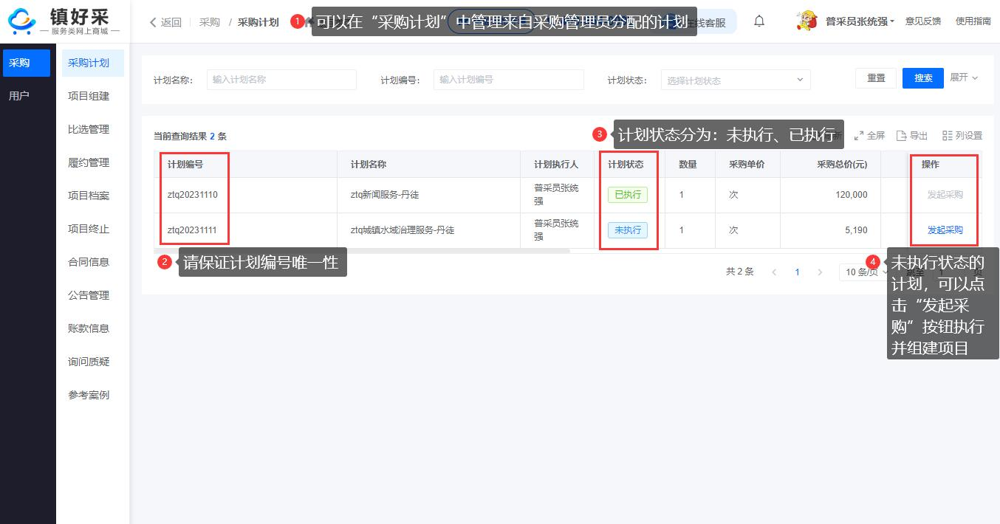 镇好采
服务类网上商城
返回
采购 / 采购计划
1
可以在“采购计划”中管理来自采购管理员分配的计划
在线客服
普采员张统强
意见反馈
使用指南
采购
用户
采购计划
项目组建
比选管理
履约管理
项目档案
项目终止
合同信息
公告管理
账款信息
询问质疑
参考案例
计划名称:
输入计划名称
计划编号:
输入计划编号
计划状态:
选择计划状态
重置
搜索
展开
当前查询结果 2 条
3
计划状态分为：未执行、已执行
全屏
导出
列设置
计划编号 计划名称 计划执行人 计划状态 数量 采购单价 采购总价(元) 操作
ztq20231110 ztq新闻服务-丹徒 普采员张统强 已执行 1 次 120,000 发起采购
ztq20231111 ztq城镇水域治理服务-丹徒 普采员张统强 未执行 1 次 5,190 发起采购
2
请保证计划编号唯一性
共 2 条
1
10 条/页
跳至
1
页
4
未执行状态的
计划，可以点
击“发起采
购”按钮执行
并组建项目